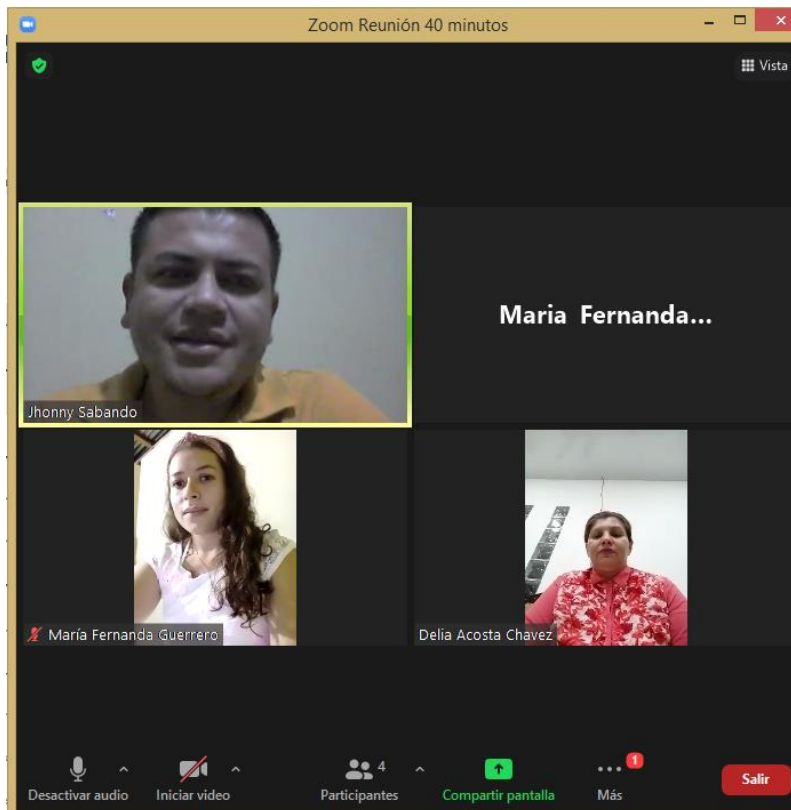 Zoom Reunión 40 minutos
Vista
Jhonny Sabando
Maria Fernanda...
María Fernanda Guerrero
Delia Acosta Chavez
4
1
Desactivar audio
Iniciar video
Participantes
Compartir pantalla
Más
Salir